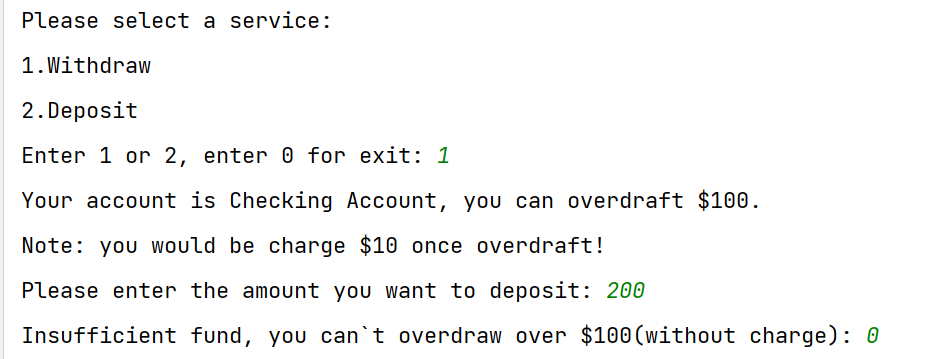 Please select a service:
1.Withdraw
2.Deposit
Enter 1 or 2, enter 0 for exit: 1
Your account is Checking Account, you can overdraft $100.
Note: you would be charge $10 once overdraft!
Please enter the amount you want to deposit: 200
Insufficient fund, you can`t overdraw over $100(without charge): 0